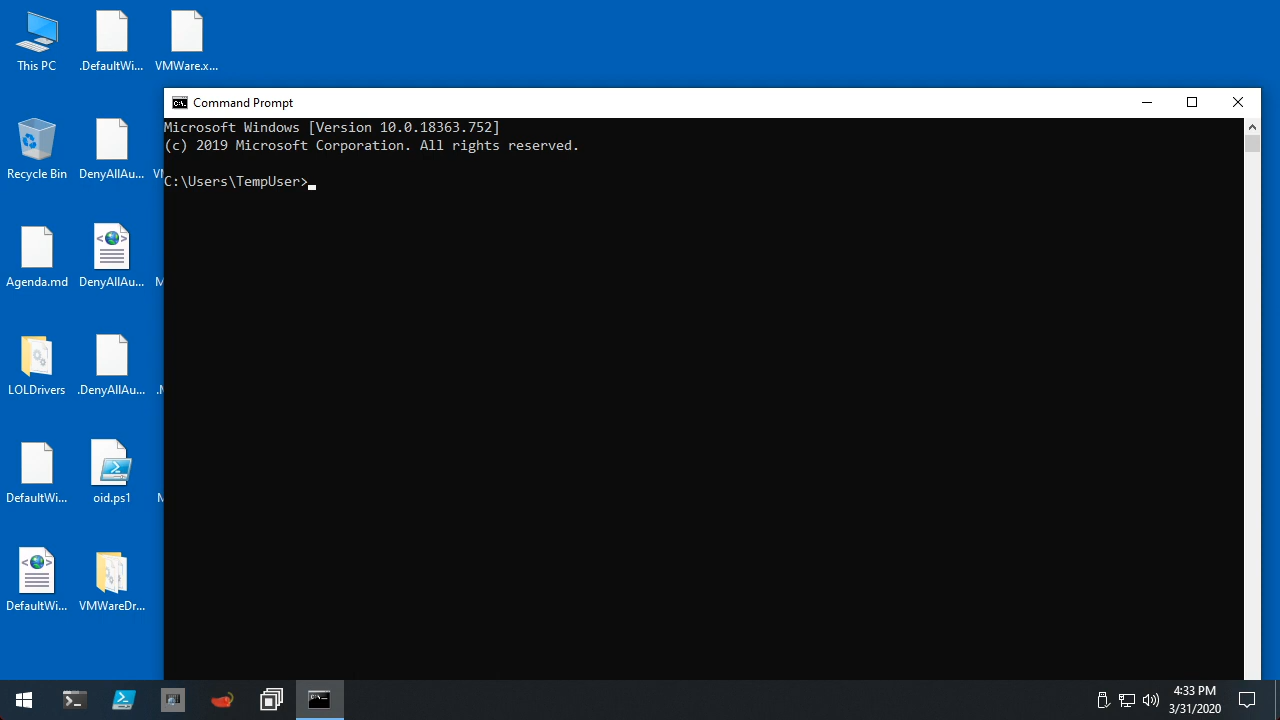 This PC
.DefaultWi...
VMWare.x...
Recycle Bin
DenyAllAu...
Agenda.md
DenyAllAu...
LOLDrivers
.DenyAllAu...
DefaultWi...
oid.ps1
DefaultWi...
VMWareDr...
Command Prompt
Microsoft Windows [Version 10.0.18363.752]
(c) 2019 Microsoft Corporation. All rights reserved.
C:\Users\TempUser>
4:33 PM
3/31/2020